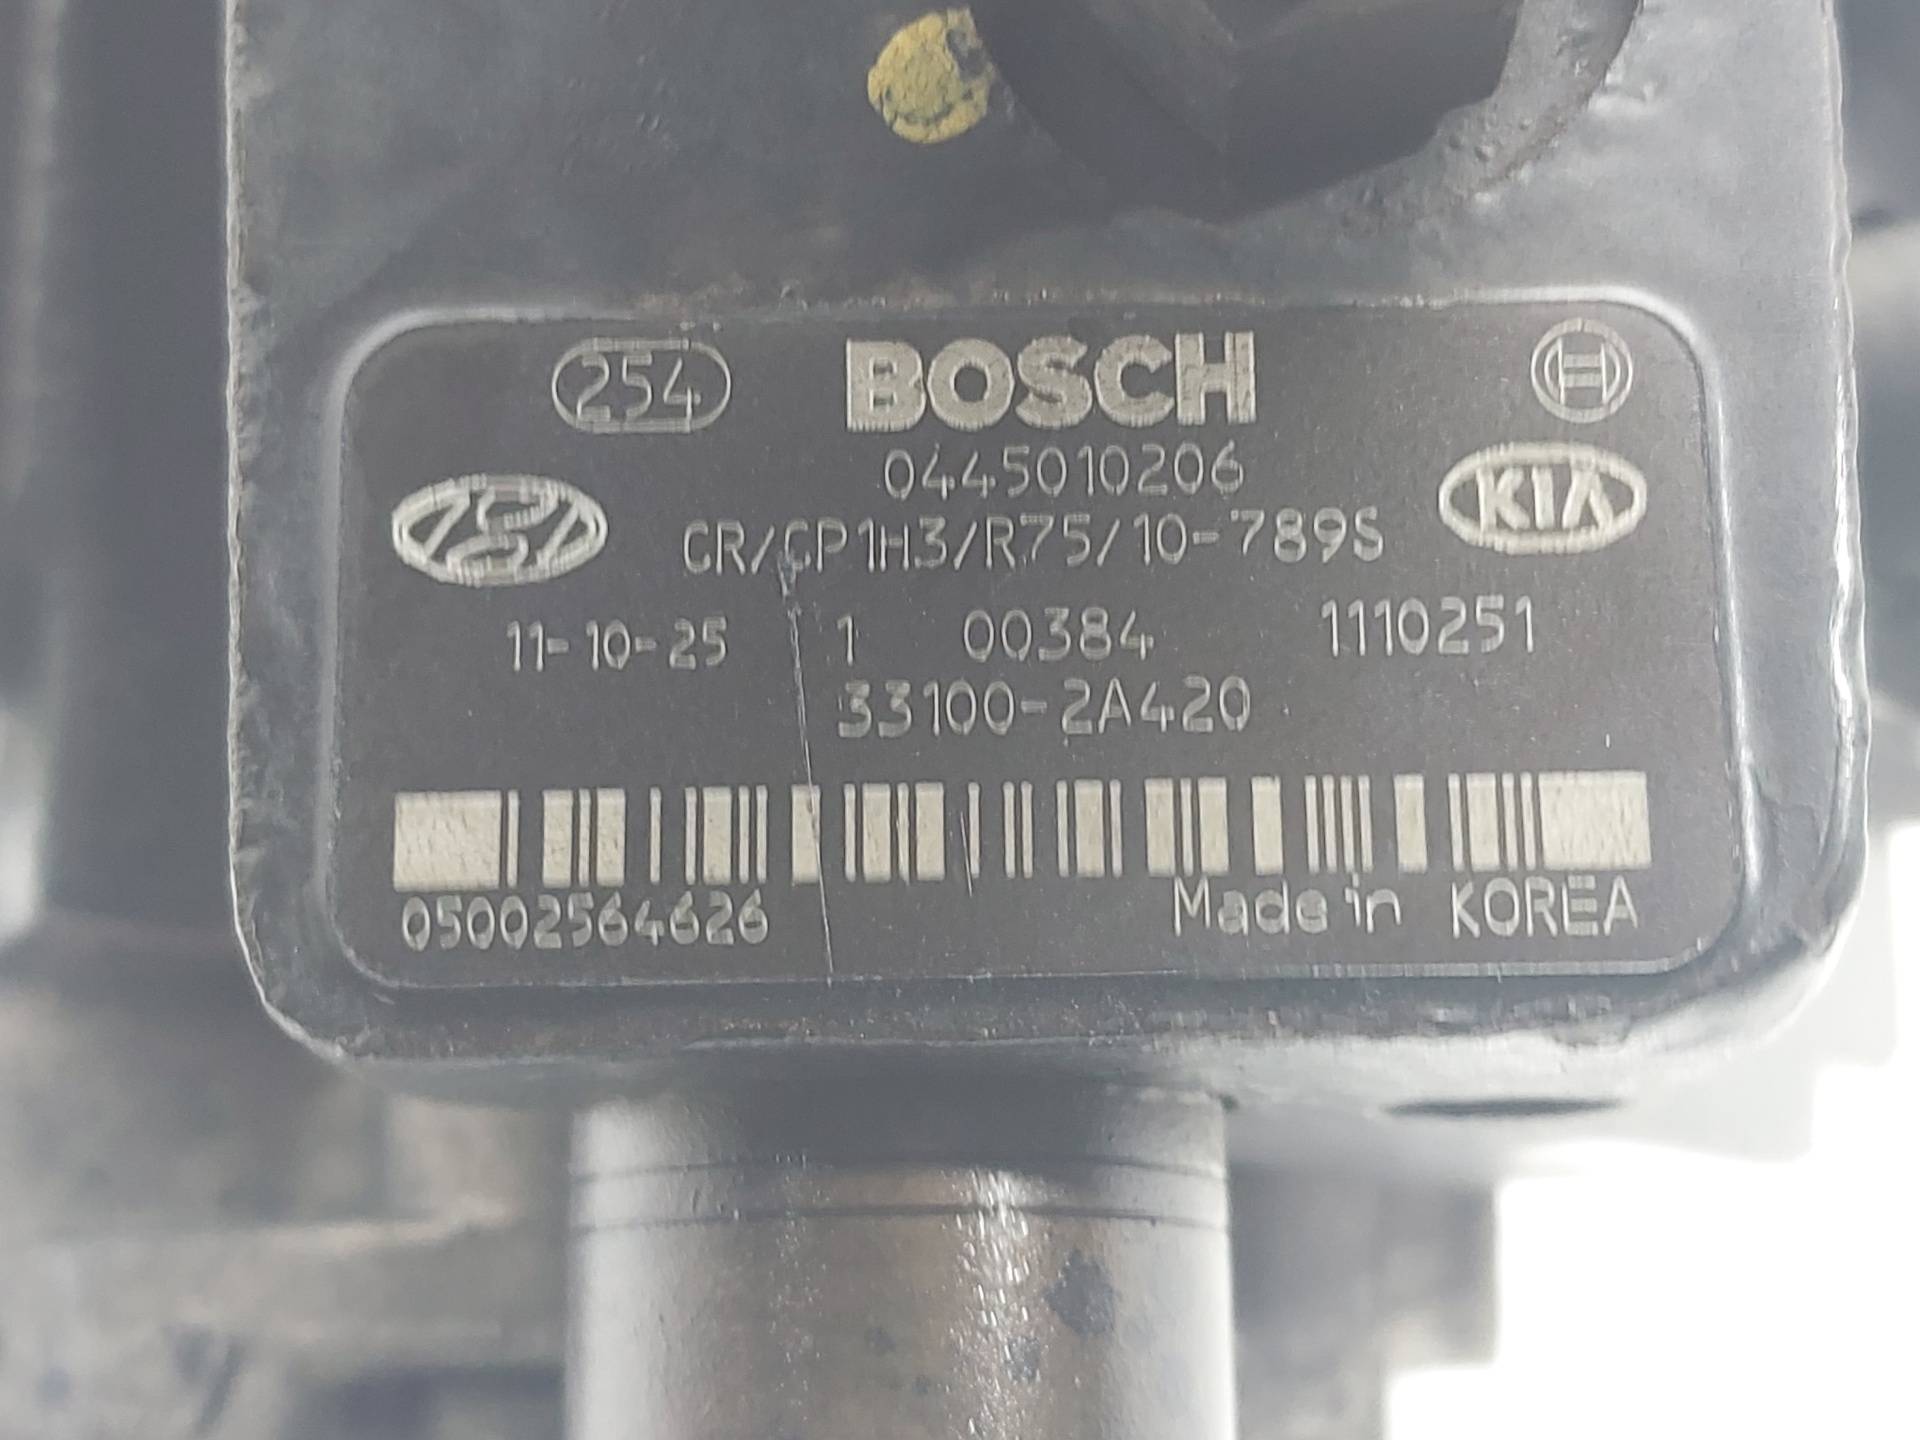 254 BOSCH
0445010206
KIA
CR/CP1H3/R75/10-789S
11-10-25 1 00384 1110251
33100-2A420
05002564626 Made in KOREA